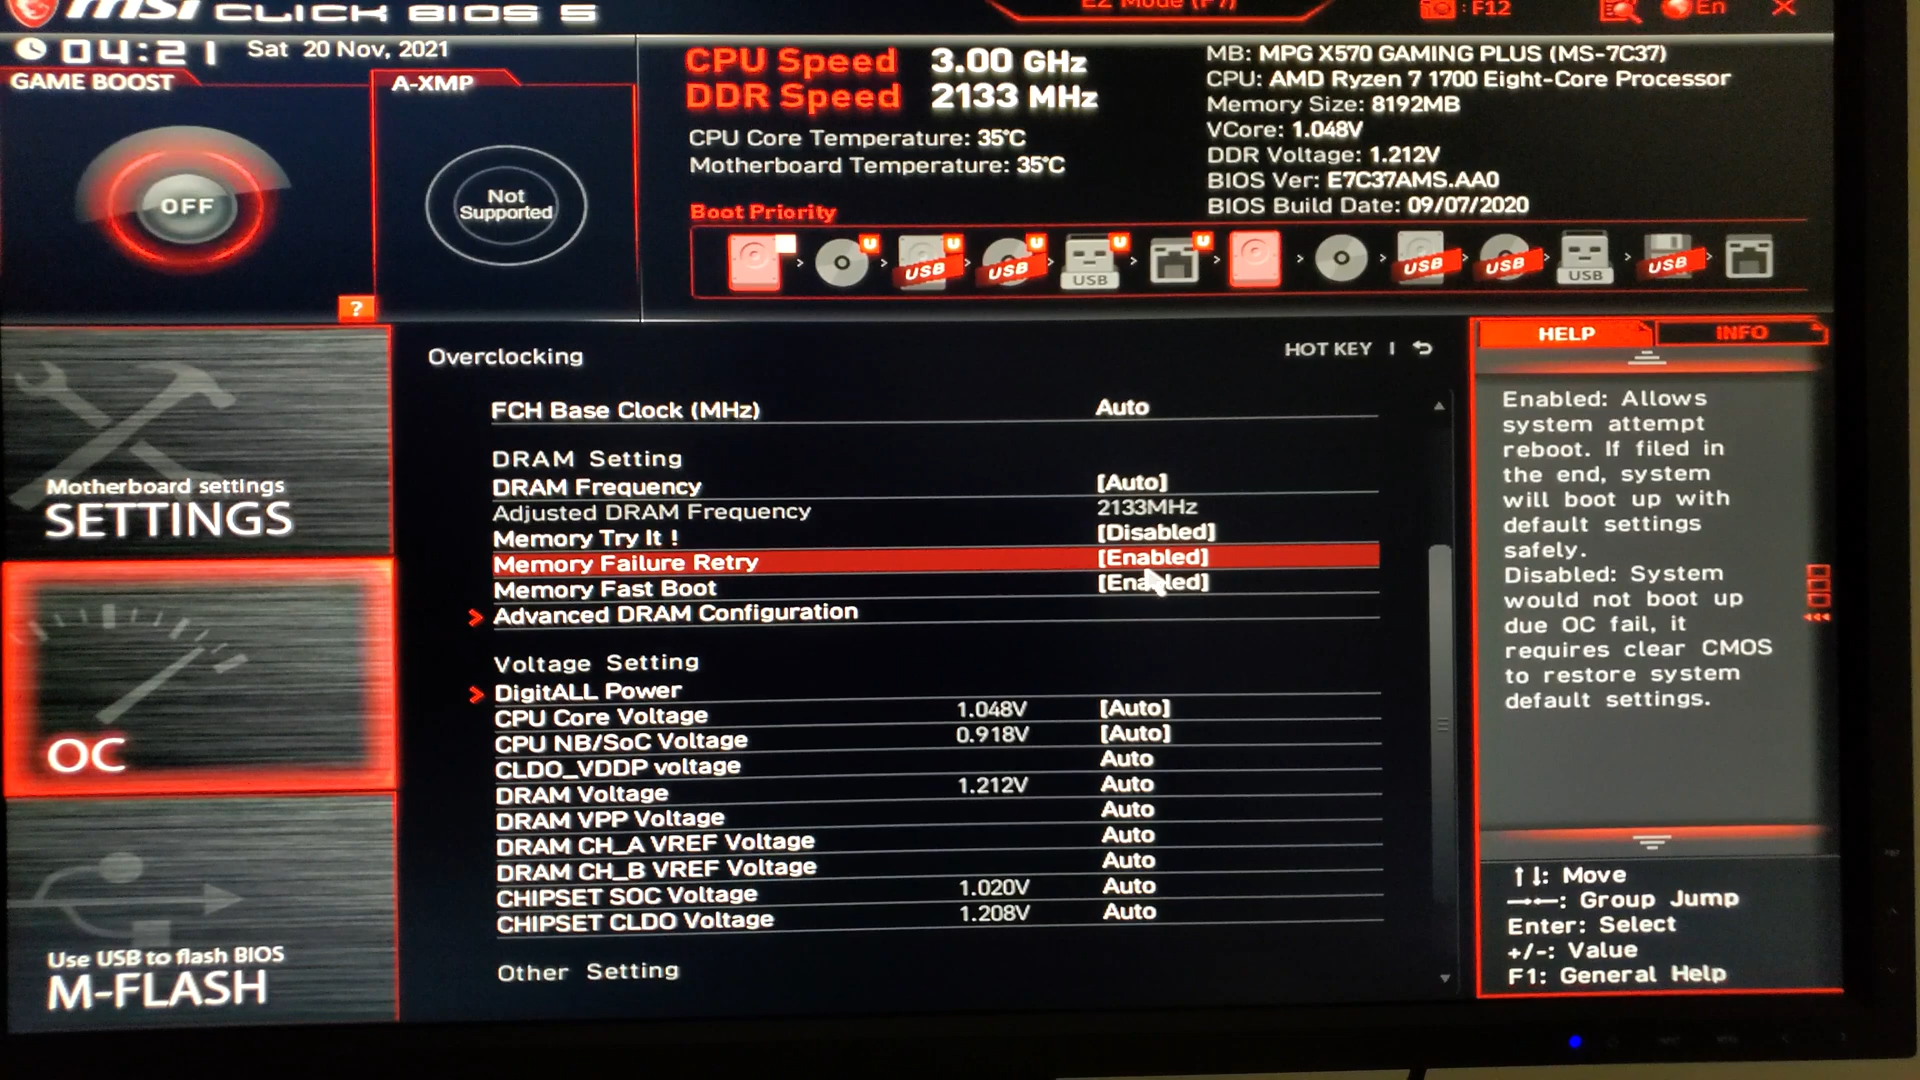 msi CLICK BIOS 5
EZ Mode (F7)
: F12
En
X
04:21
Sat 20 Nov, 2021
GAME BOOST
OFF
A-XMP
Not
Supported
?
CPU Speed 3.00 GHz
DDR Speed 2133 MHz
CPU Core Temperature: 35°C
Motherboard Temperature: 35°C
MB: MPG X570 GAMING PLUS (MS-7C37)
CPU: AMD Ryzen 7 1700 Eight-Core Processor
Memory Size: 8192MB
VCore: 1.048V
DDR Voltage: 1.212V
BIOS Ver: E7C37AMS.AA0
BIOS Build Date: 09/07/2020
Boot Priority
U U U U U
USB USB USB USB USB USB USB
Motherboard settings
SETTINGS
OC
Use USB to flash BIOS
M-FLASH
Overclocking
HOT KEY |
FCH Base Clock (MHz) Auto
DRAM Setting
DRAM Frequency [Auto]
Adjusted DRAM Frequency 2133MHz
Memory Try It ! [Disabled]
Memory Failure Retry [Enabled]
Memory Fast Boot [Enabled]
> Advanced DRAM Configuration
Voltage Setting
> DigitALL Power
CPU Core Voltage 1.048V [Auto]
CPU NB/SoC Voltage 0.918V [Auto]
CLDO_VDDP voltage Auto
DRAM Voltage 1.212V Auto
DRAM VPP Voltage Auto
DRAM CH_A VREF Voltage Auto
DRAM CH_B VREF Voltage Auto
CHIPSET SOC Voltage 1.020V Auto
CHIPSET CLDO Voltage 1.208V Auto
Other Setting
HELP
INFO
Enabled: Allows
system attempt
reboot. If filed in
the end, system
will boot up with
default settings
safely.
Disabled: System
would not boot up
due OC fail, it
requires clear CMOS
to restore system
default settings.
↑↓: Move
→←: Group Jump
Enter: Select
+/-: Value
F1: General Help